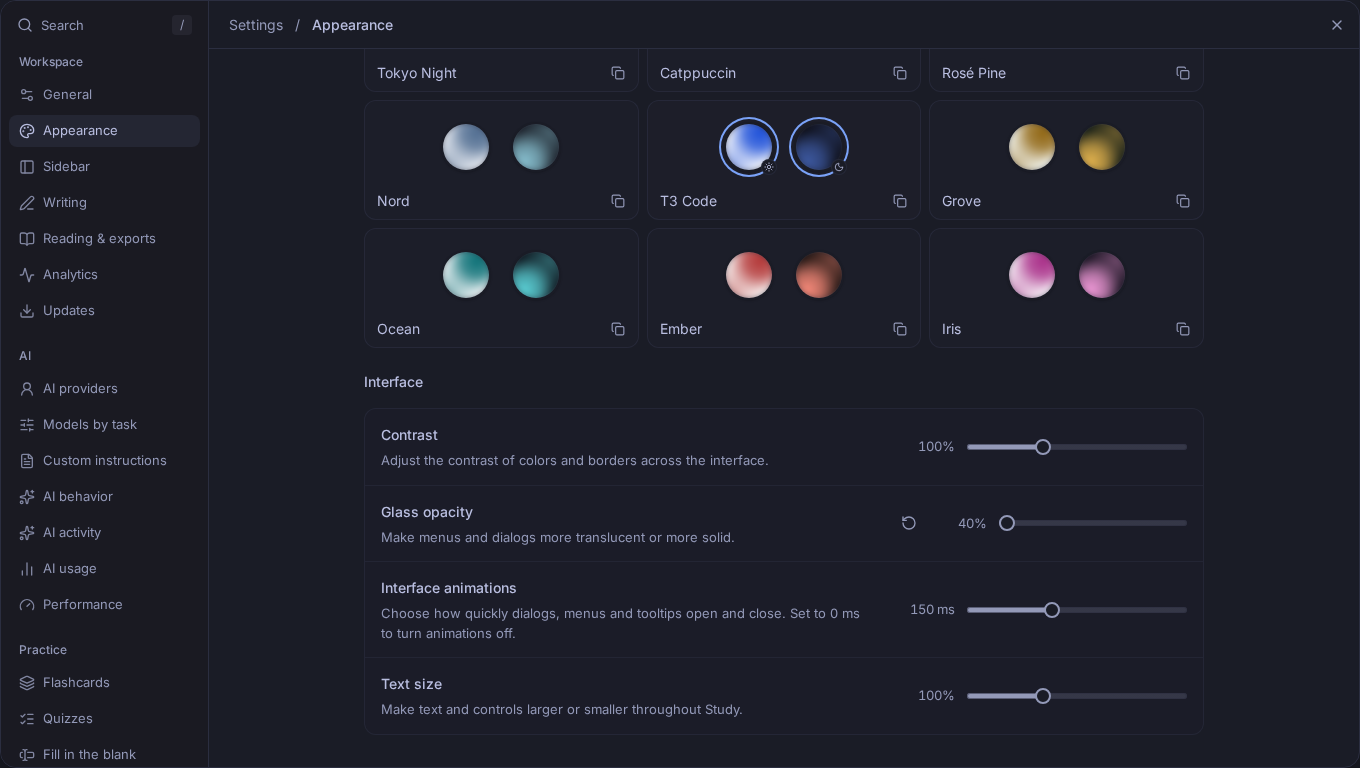 Search
/
Workspace
General
Appearance
Sidebar
Writing
Reading & exports
Analytics
Updates
AI
AI providers
Models by task
Custom instructions
AI behavior
AI activity
AI usage
Performance
Practice
Flashcards
Quizzes
Fill in the blank
Settings / Appearance
Tokyo Night
Catppuccin
Rosé Pine
Nord
T3 Code
Grove
Ocean
Ember
Iris
Interface
Contrast
Adjust the contrast of colors and borders across the interface.
100%
Glass opacity
Make menus and dialogs more translucent or more solid.
40%
Interface animations
Choose how quickly dialogs, menus and tooltips open and close. Set to 0 ms
to turn animations off.
150 ms
Text size
Make text and controls larger or smaller throughout Study.
100%